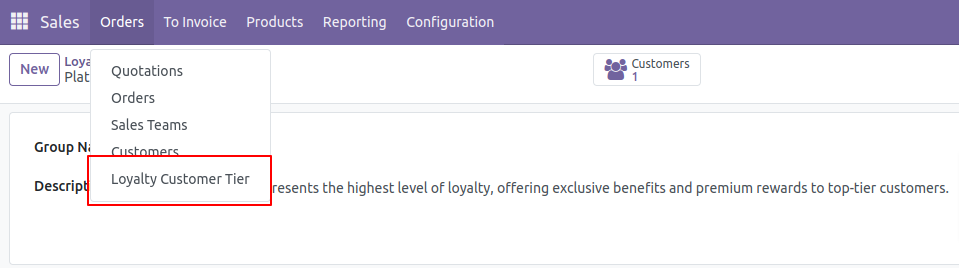 Sales Orders To Invoice Products Reporting Configuration
New
Loya
Plat
Customers
1
Quotations
Orders
Sales Teams
Customers
Loyalty Customer Tier
Group Na
Descript
resents the highest level of loyalty, offering exclusive benefits and premium rewards to top-tier customers.